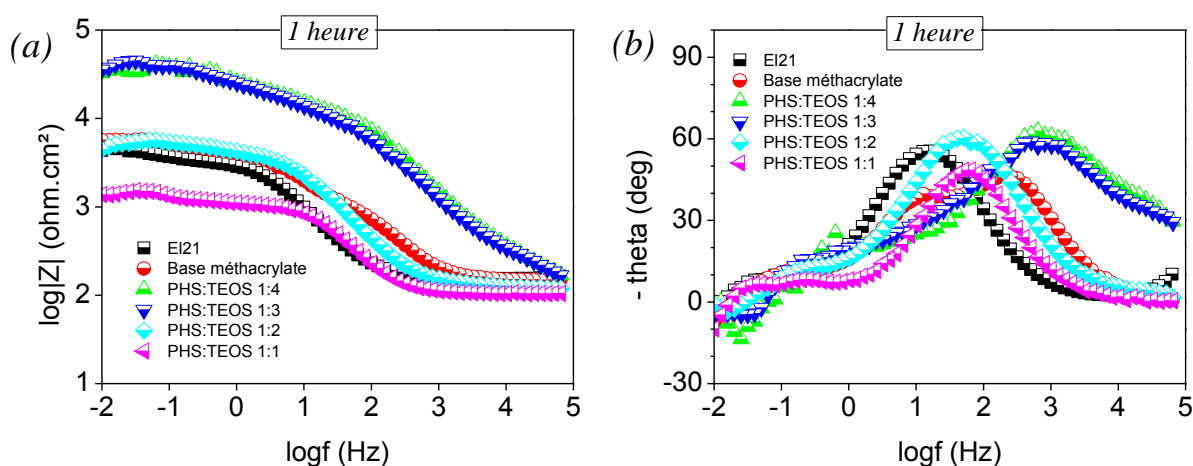 (a)
1 heure
5
4
3
2
1
log|Z| (ohm.cm²)
El21
Base méthacrylate
PHS:TEOS 1:4
PHS:TEOS 1:3
PHS:TEOS 1:2
PHS:TEOS 1:1
-2 -1 0 1 2 3 4 5
logf (Hz)
(b)
1 heure
90
60
30
0
-30
- theta (deg)
El21
Base méthacrylate
PHS:TEOS 1:4
PHS:TEOS 1:3
PHS:TEOS 1:2
PHS:TEOS 1:1
-2 -1 0 1 2 3 4 5
logf (Hz)